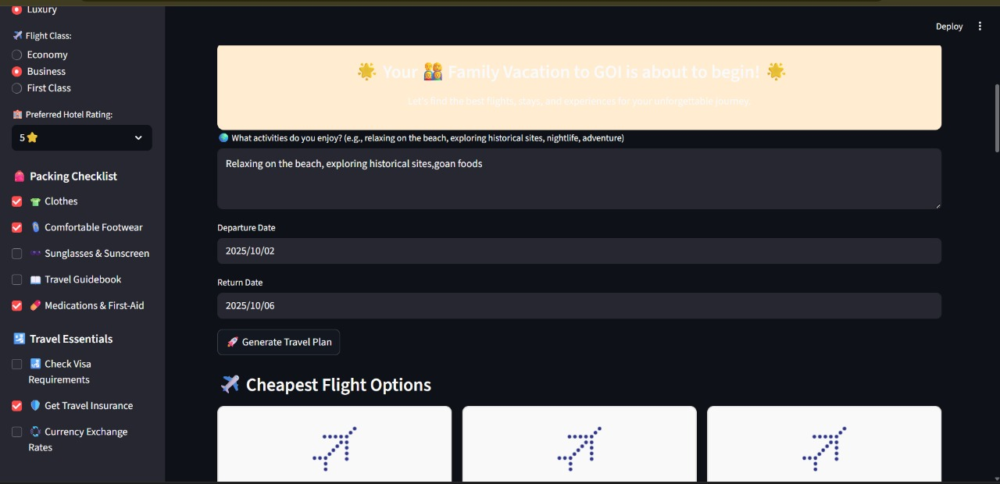 Luxury
Flight Class:
Economy
Business
First Class
Preferred Hotel Rating:
5
Packing Checklist
Clothes
Comfortable Footwear
Sunglasses & Sunscreen
Travel Guidebook
Medications & First-Aid
Travel Essentials
Check Visa
Requirements
Get Travel Insurance
Currency Exchange
Rates
Deploy
Your Family Vacation to GOI is about to begin!
Let's find the best flights, stays, and experiences for your unforgettable journey.
What activities do you enjoy? (e.g., relaxing on the beach, exploring historical sites, nightlife, adventure)
Relaxing on the beach, exploring historical sites,goan foods
Departure Date
2025/10/02
Return Date
2025/10/06
Generate Travel Plan
Cheapest Flight Options